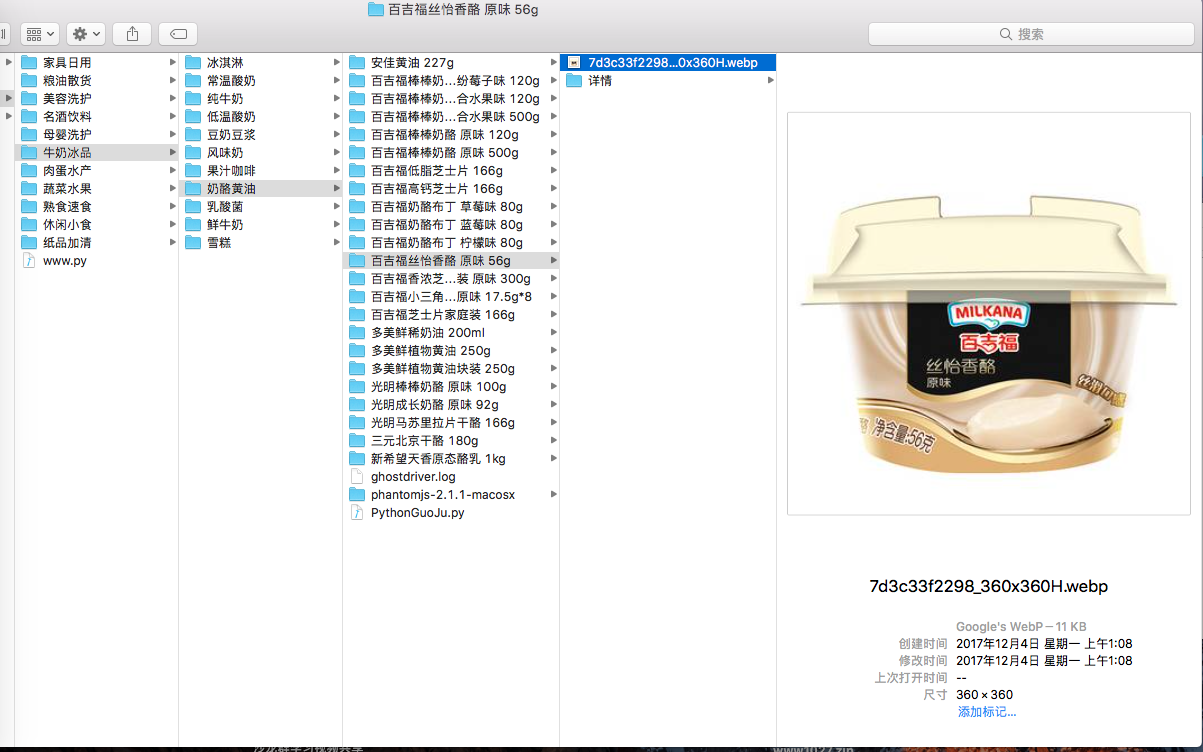 百吉福丝怡香酪 原味 56g
搜索
家具日用
粮油散货
美容洗护
名酒饮料
母婴洗护
牛奶冰品
肉蛋水产
蔬菜水果
熟食速食
休闲小食
纸品加清
www.py
冰淇淋
常温酸奶
纯牛奶
低温酸奶
豆奶豆浆
风味奶
果汁咖啡
奶酪黄油
乳酸菌
鲜牛奶
雪糕
安佳黄油 227g
百吉福棒棒奶...纷莓子味 120g
百吉福棒棒奶...合水果味 120g
百吉福棒棒奶...合水果味 500g
百吉福棒棒奶酪 原味 120g
百吉福棒棒奶酪 原味 500g
百吉福低脂芝士片 166g
百吉福高钙芝士片 166g
百吉福奶酪布丁 草莓味 80g
百吉福奶酪布丁 蓝莓味 80g
百吉福奶酪布丁 柠檬味 80g
百吉福丝怡香酪 原味 56g
百吉福香浓芝...装 原味 300g
百吉福小三角...原味 17.5g*8
百吉福芝士片家庭装 166g
多美鲜稀奶油 200ml
多美鲜植物黄油 250g
多美鲜植物黄油块装 250g
光明棒棒奶酪 原味 100g
光明成长奶酪 原味 92g
光明马苏里拉片干酪 166g
三元北京干酪 180g
新希望天香原态酪乳 1kg
ghostdriver.log
phantomjs-2.1.1-macosx
PythonGuoJu.py
7d3c33f2298...0x360H.webp
详情
MILKANA
百吉福
丝怡香酪
原味
净含量:56克
7d3c33f2298_360x360H.webp
Google's WebP – 11 KB
创建时间 2017年12月4日 星期一 上午1:08
修改时间 2017年12月4日 星期一 上午1:08
上次打开时间 --
尺寸 360 × 360
添加标记...